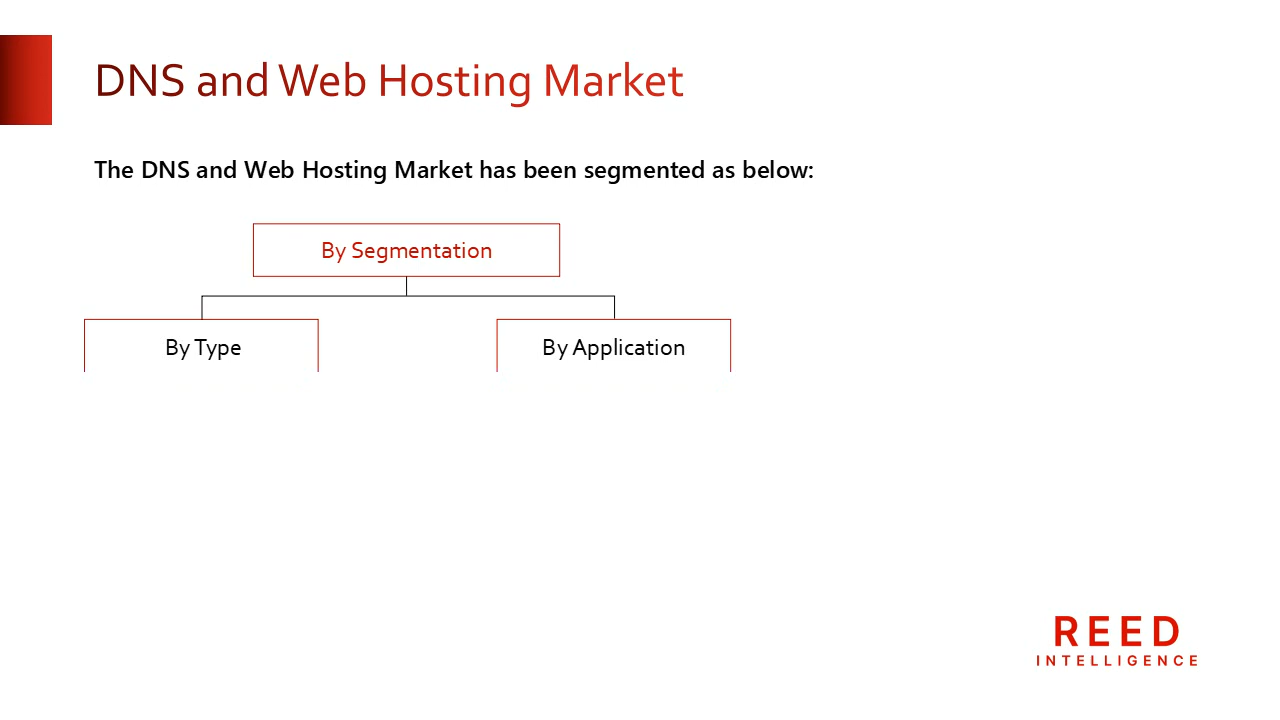 DNS and Web Hosting Market
The DNS and Web Hosting Market has been segmented as below:
By Segmentation
By Type
By Application
REED
INTELLIGENCE